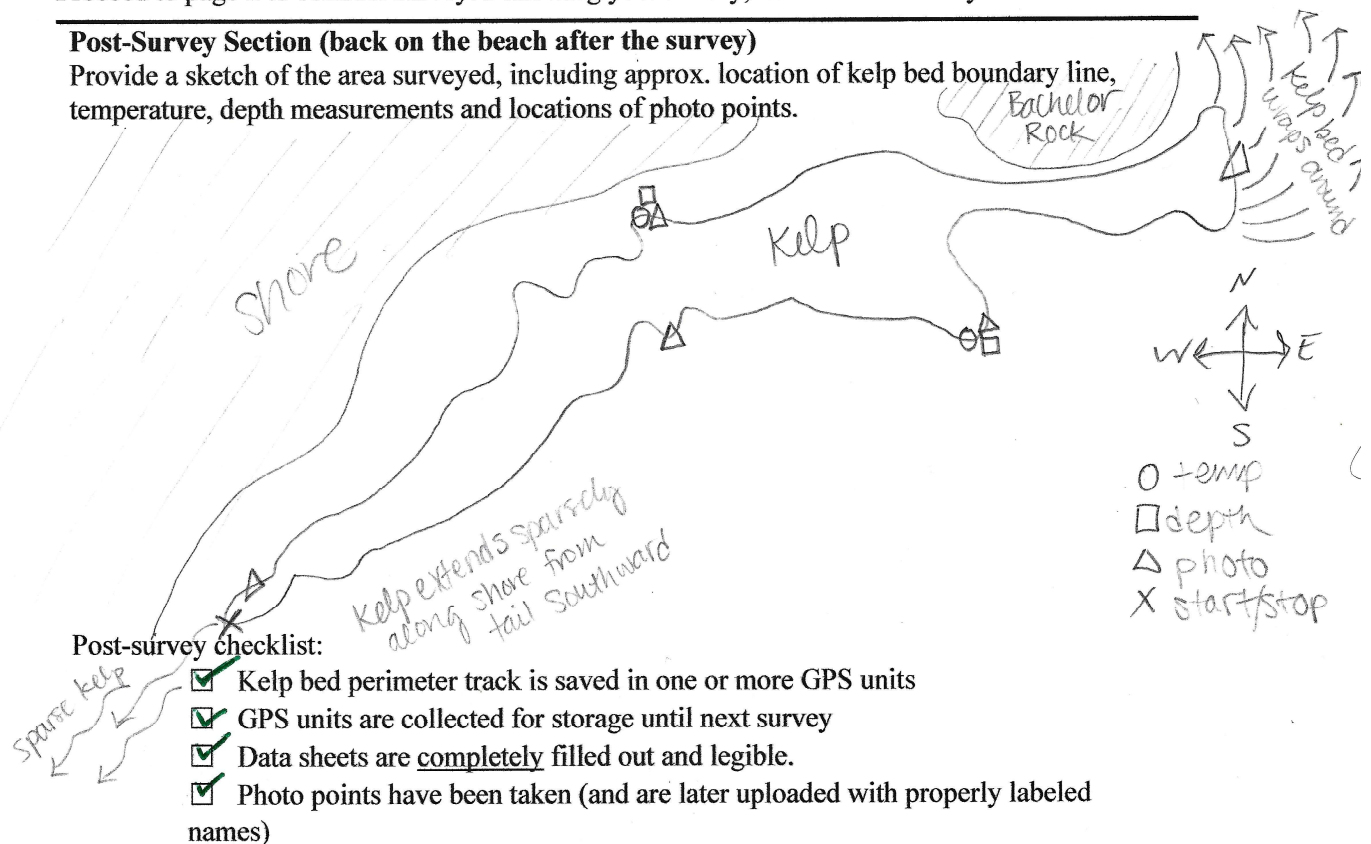 Post-Survey Section (back on the beach after the survey)
Provide a sketch of the area surveyed, including approx. location of kelp bed boundary line,
temperature, depth measurements and locations of photo points.
Bachelor
Rock
Kelp bed
wraps around
Shore
Kelp
N
W E
S
O temp
□ depth
△ photo
X start/stop
Kelp extends sparsely
along shore from
tail Southward
Post-survey checklist:
sparse kelp
☑ Kelp bed perimeter track is saved in one or more GPS units
☑ GPS units are collected for storage until next survey
☑ Data sheets are completely filled out and legible.
☑ Photo points have been taken (and are later uploaded with properly labeled
names)